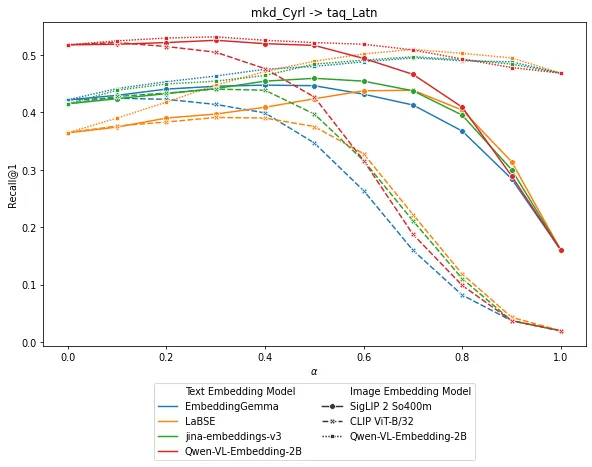 mkd_Cyrl -> taq_Latn
Recall@1
0.5
0.4
0.3
0.2
0.1
0.0
0.0 0.2 0.4 0.6 0.8 1.0
α
Text Embedding Model
EmbeddingGemma
LaBSE
jina-embeddings-v3
Qwen-VL-Embedding-2B
Image Embedding Model
SigLIP 2 So400m
CLIP ViT-B/32
Qwen-VL-Embedding-2B